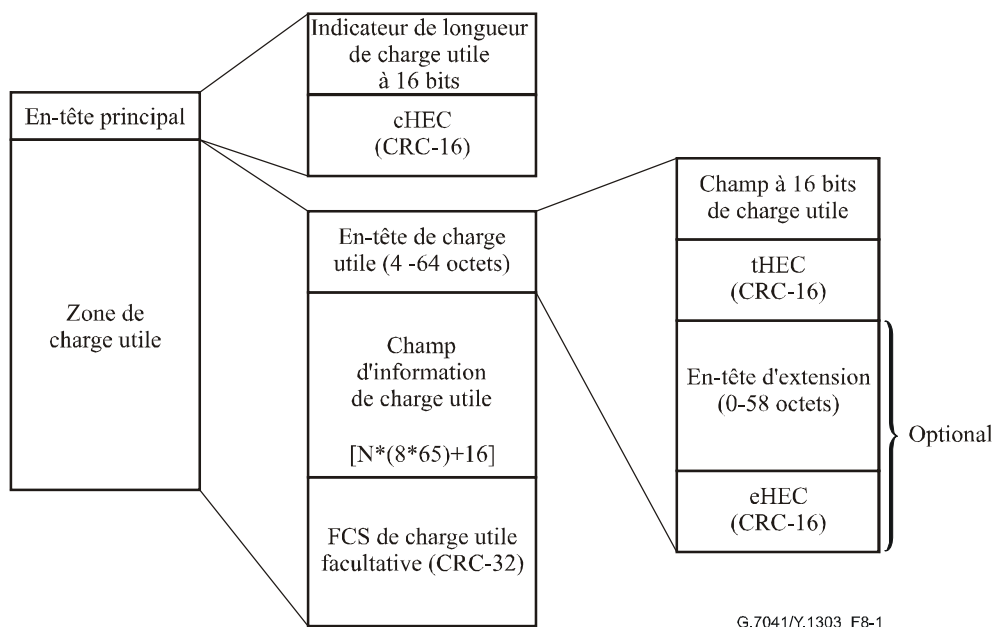 En-tête principal
Zone de
charge utile
Indicateur de longueur
de charge utile
à 16 bits
cHEC
(CRC-16)
En-tête de charge
utile (4 -64 octets)
Champ
d'information
de charge utile
[N*(8*65)+16]
FCS de charge utile
facultative (CRC-32)
Champ à 16 bits
de charge utile
tHEC
(CRC-16)
En-tête d'extension
(0-58 octets)
eHEC
(CRC-16)
Optional
G.7041/Y.1303_F8-1